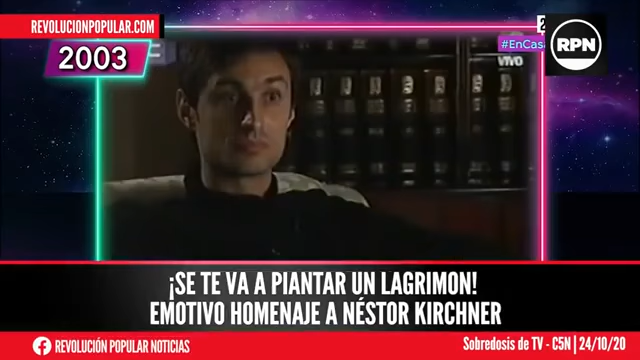 REVOLUCIONPOPULAR.COM
2003
#EnCasa
RPN
VIVO
¡SE TE VA A PIANTAR UN LAGRIMON!
EMOTIVO HOMENAJE A NÉSTOR KIRCHNER
REVOLUCIÓN POPULAR NOTICIAS
Sobredosis de TV - C5N | 24/10/20